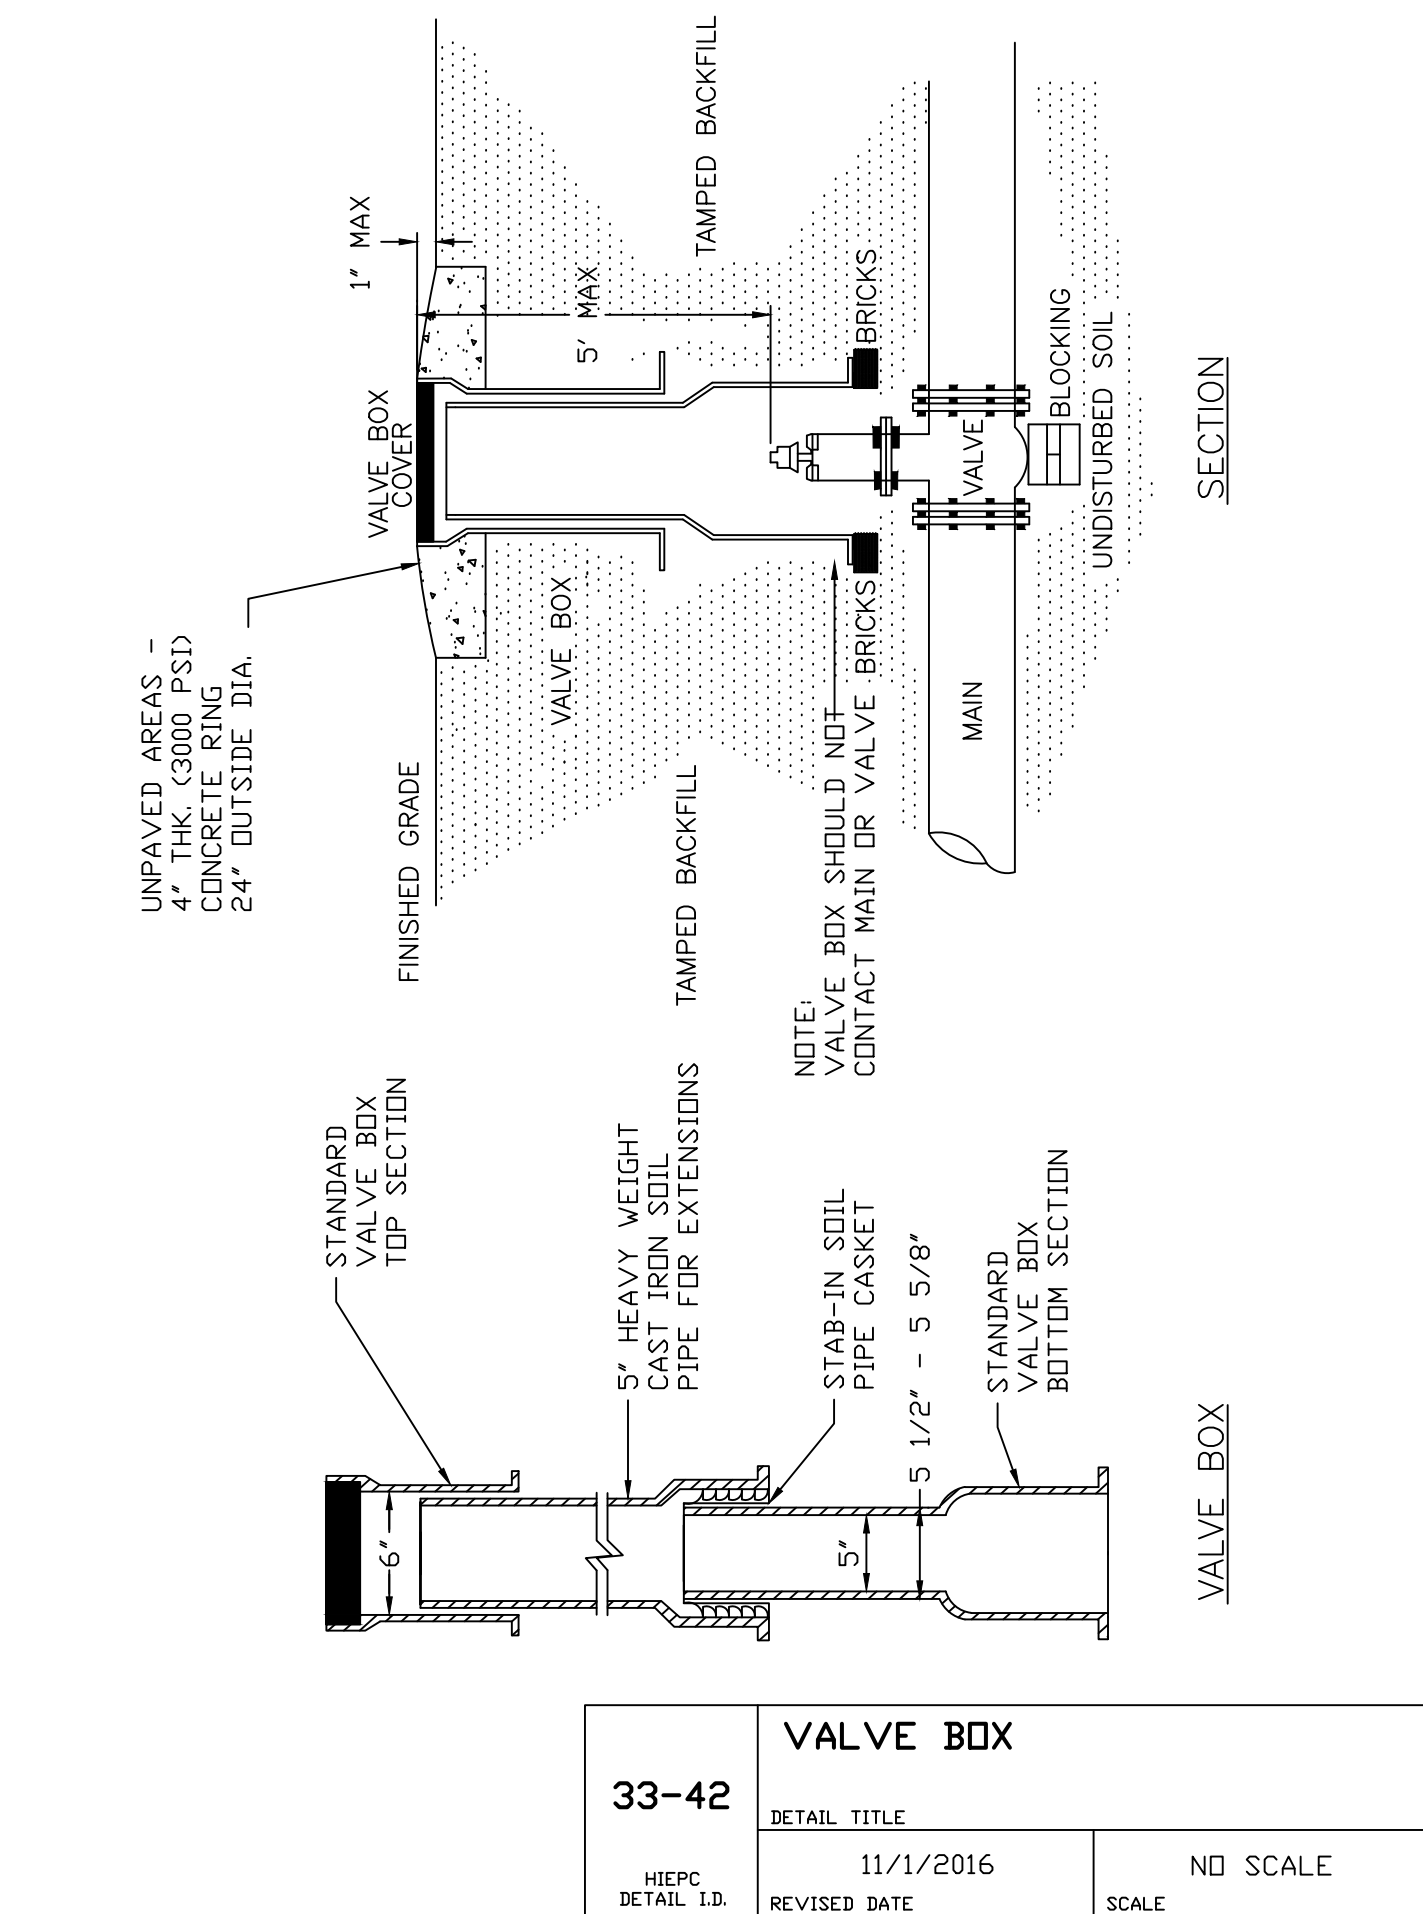 UNPAVED AREAS -
4" THK. (3000 PSI)
CONCRETE RING
24" OUTSIDE DIA.
FINISHED GRADE
VALVE BOX
COVER
1" MAX
5' MAX
TAMPED BACKFILL
VALVE BOX
TAMPED BACKFILL
BRICKS
BRICKS
NOTE:
VALVE BOX SHOULD NOT
CONTACT MAIN OR VALVE
MAIN
VALVE
BLOCKING
UNDISTURBED SOIL
SECTION
STANDARD
VALVE BOX
TOP SECTION
6"
5" HEAVY WEIGHT
CAST IRON SOIL
PIPE FOR EXTENSIONS
STAB-IN SOIL
PIPE CASKET
5"
5 1/2" - 5 5/8"
STANDARD
VALVE BOX
BOTTOM SECTION
VALVE BOX
33-42
HIEPC
DETAIL I.D.
VALVE BOX
DETAIL TITLE
11/1/2016
REVISED DATE
NO SCALE
SCALE